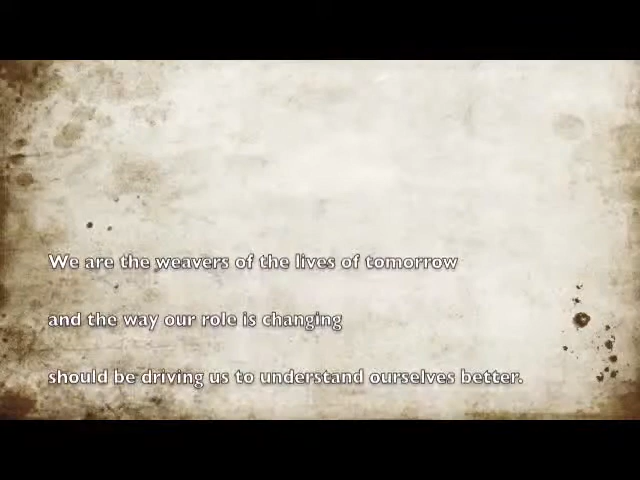 We are the weavers of the lives of tomorrow
and the way our role is changing
should be driving us to understand ourselves better.